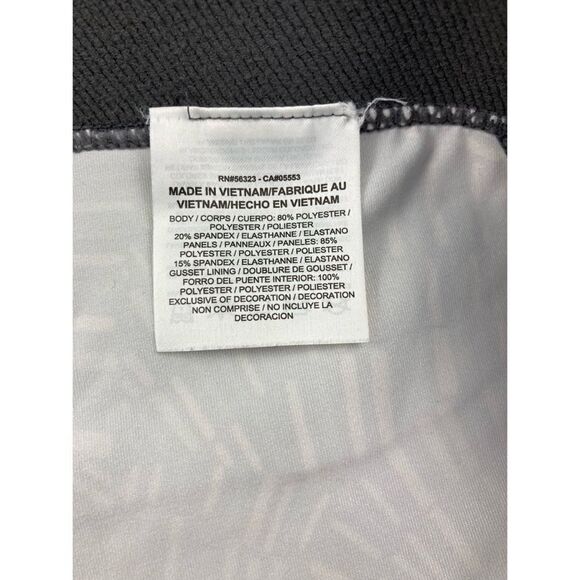 RN#56323 - CA#05553
MADE IN VIETNAM/FABRIQUE AU
VIETNAM/HECHO EN VIETNAM
BODY / CORPS / CUERPO: 80% POLYESTER /
POLYESTER / POLIESTER
20% SPANDEX / ELASTHANNE / ELASTANO
PANELS / PANNEAUX / PANELES: 85%
POLYESTER / POLYESTER / POLIESTER
15% SPANDEX / ELASTHANNE / ELASTANO
GUSSET LINING / DOUBLURE DE GOUSSET /
FORRO DEL PUENTE INTERIOR: 100%
POLYESTER / POLYESTER / POLIESTER
EXCLUSIVE OF DECORATION / DECORATION
NON COMPRISE / NO INCLUYE LA
DECORACION